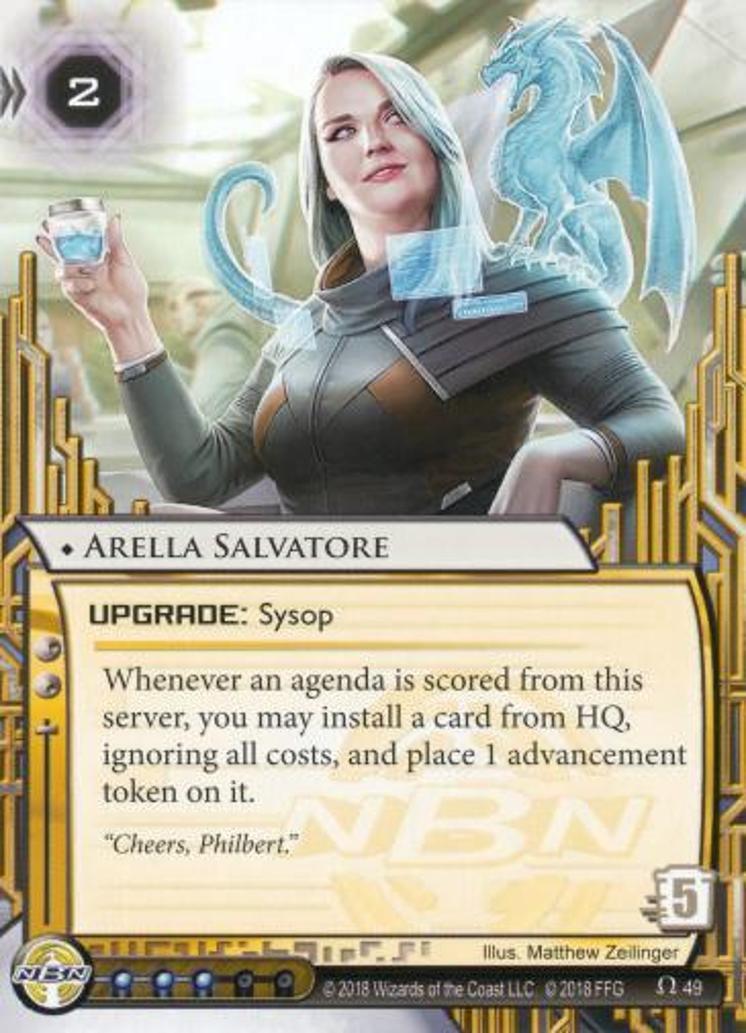 2
• ARELLA SALVATORE
UPGRADE: Sysop
Whenever an agenda is scored from this
server, you may install a card from HQ,
ignoring all costs, and place 1 advancement
token on it.
“Cheers, Philbert.”
NBN
5
Illus. Matthew Zeilinger
NBN
© 2018 Wizards of the Coast LLC © 2018 FFG Ω 49